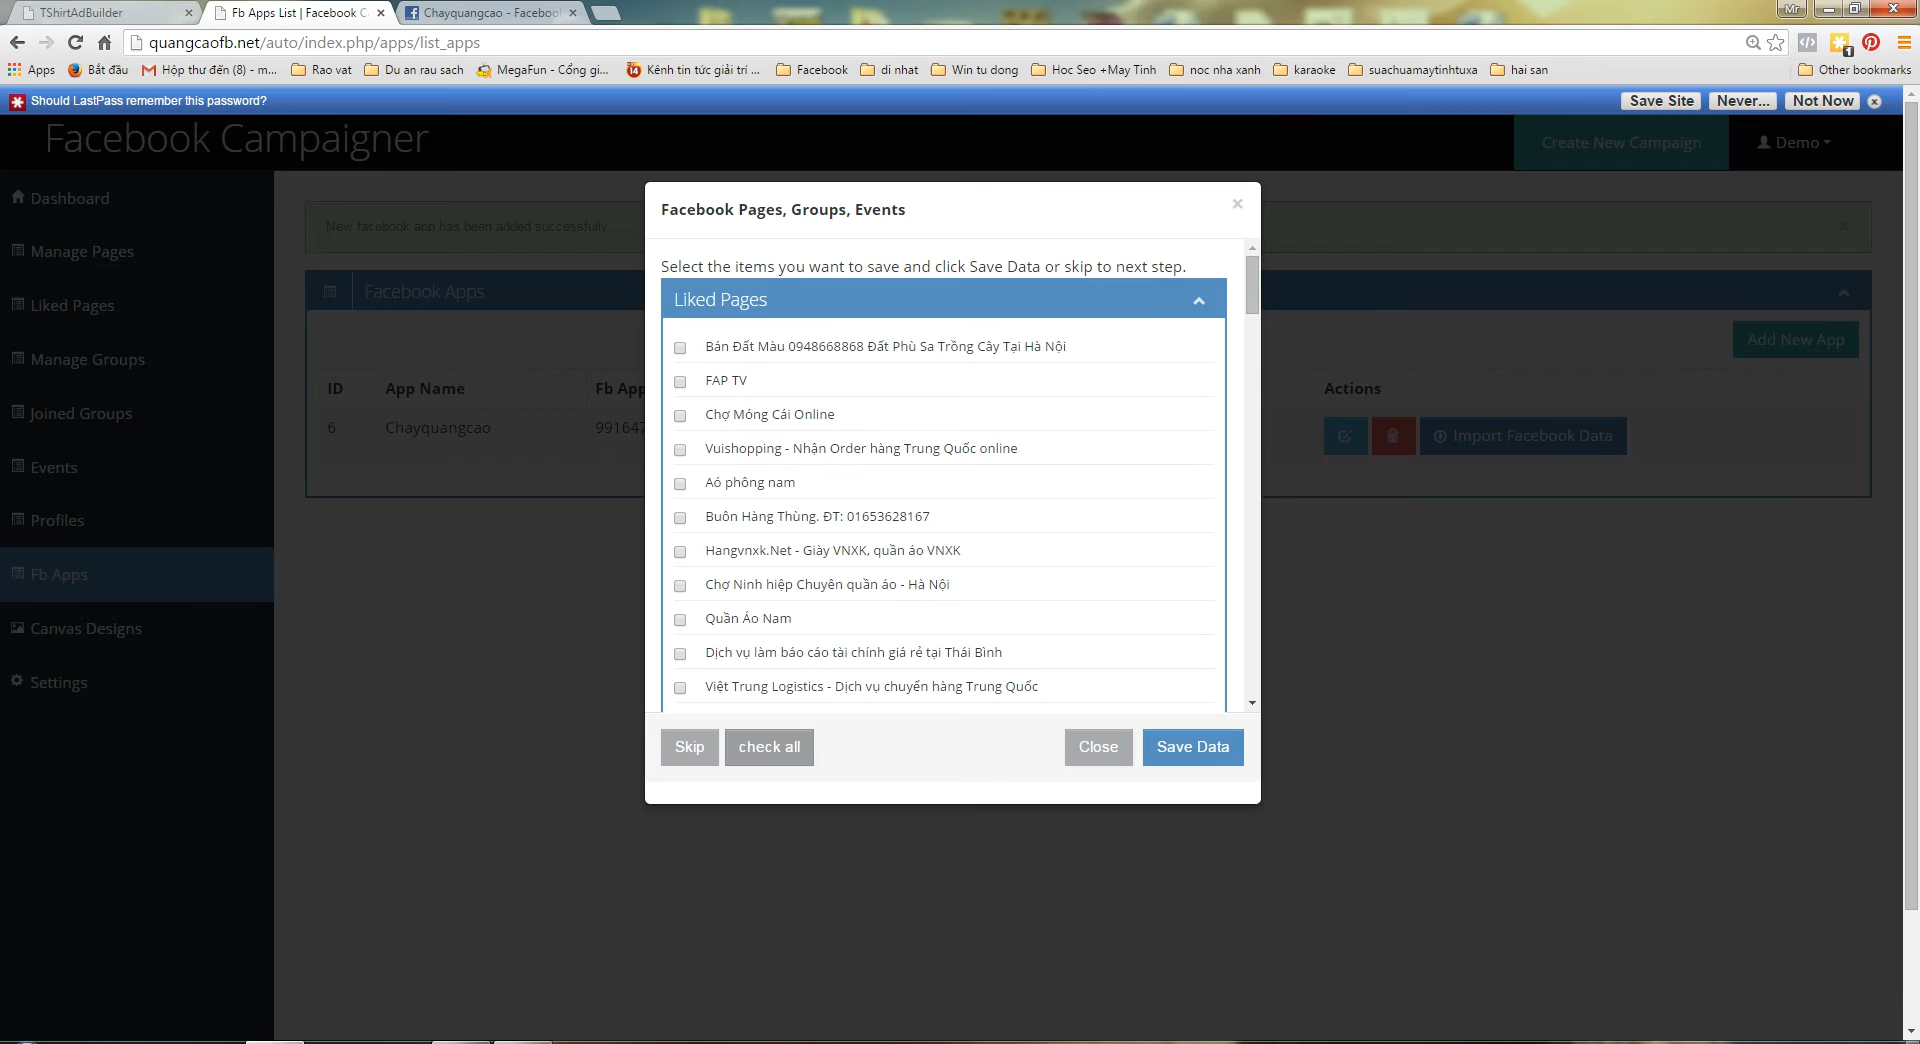 TShirtAdBuilder
Fb Apps List | Facebook C
Chayquangcao - Facebook
Mr
quangcaofb.net/auto/index.php/apps/list_apps
1
Apps
Bắt đầu
Hộp thư đến (8) - m...
Rao vat
Du an rau sach
MegaFun - Cổng gi...
14
Kênh tin tức giải trí ...
Facebook
di nhat
Win tu dong
Hoc Seo +May Tinh
noc nha xanh
karaoke
suachuamaytinhtuxa
hai san
Other bookmarks
Should LastPass remember this password?
Save Site
Never...
Not Now
Facebook Campaigner
Create New Campaign
Demo
Dashboard
Manage Pages
Liked Pages
Manage Groups
Joined Groups
Events
Profiles
Fb Apps
Canvas Designs
Settings
New facebook app has been added successfully
Facebook Apps
Add New App
ID
App Name
Fb App
Actions
6
Chayquangcao
99164
Import Facebook Data
Facebook Pages, Groups, Events
Select the items you want to save and click Save Data or skip to next step.
Liked Pages
Bán Đất Màu 0948668868 Đất Phù Sa Trồng Cây Tại Hà Nội
FAP TV
Chợ Móng Cái Online
Vuishopping - Nhận Order hàng Trung Quốc online
Aó phông nam
Buôn Hàng Thùng. ĐT: 01653628167
Hangvnxk.Net - Giày VNXK, quần áo VNXK
Chợ Ninh hiệp Chuyên quần áo - Hà Nội
Quần Áo Nam
Dịch vụ làm báo cáo tài chính giá rẻ tại Thái Bình
Việt Trung Logistics - Dịch vụ chuyển hàng Trung Quốc
Skip
check all
Close
Save Data